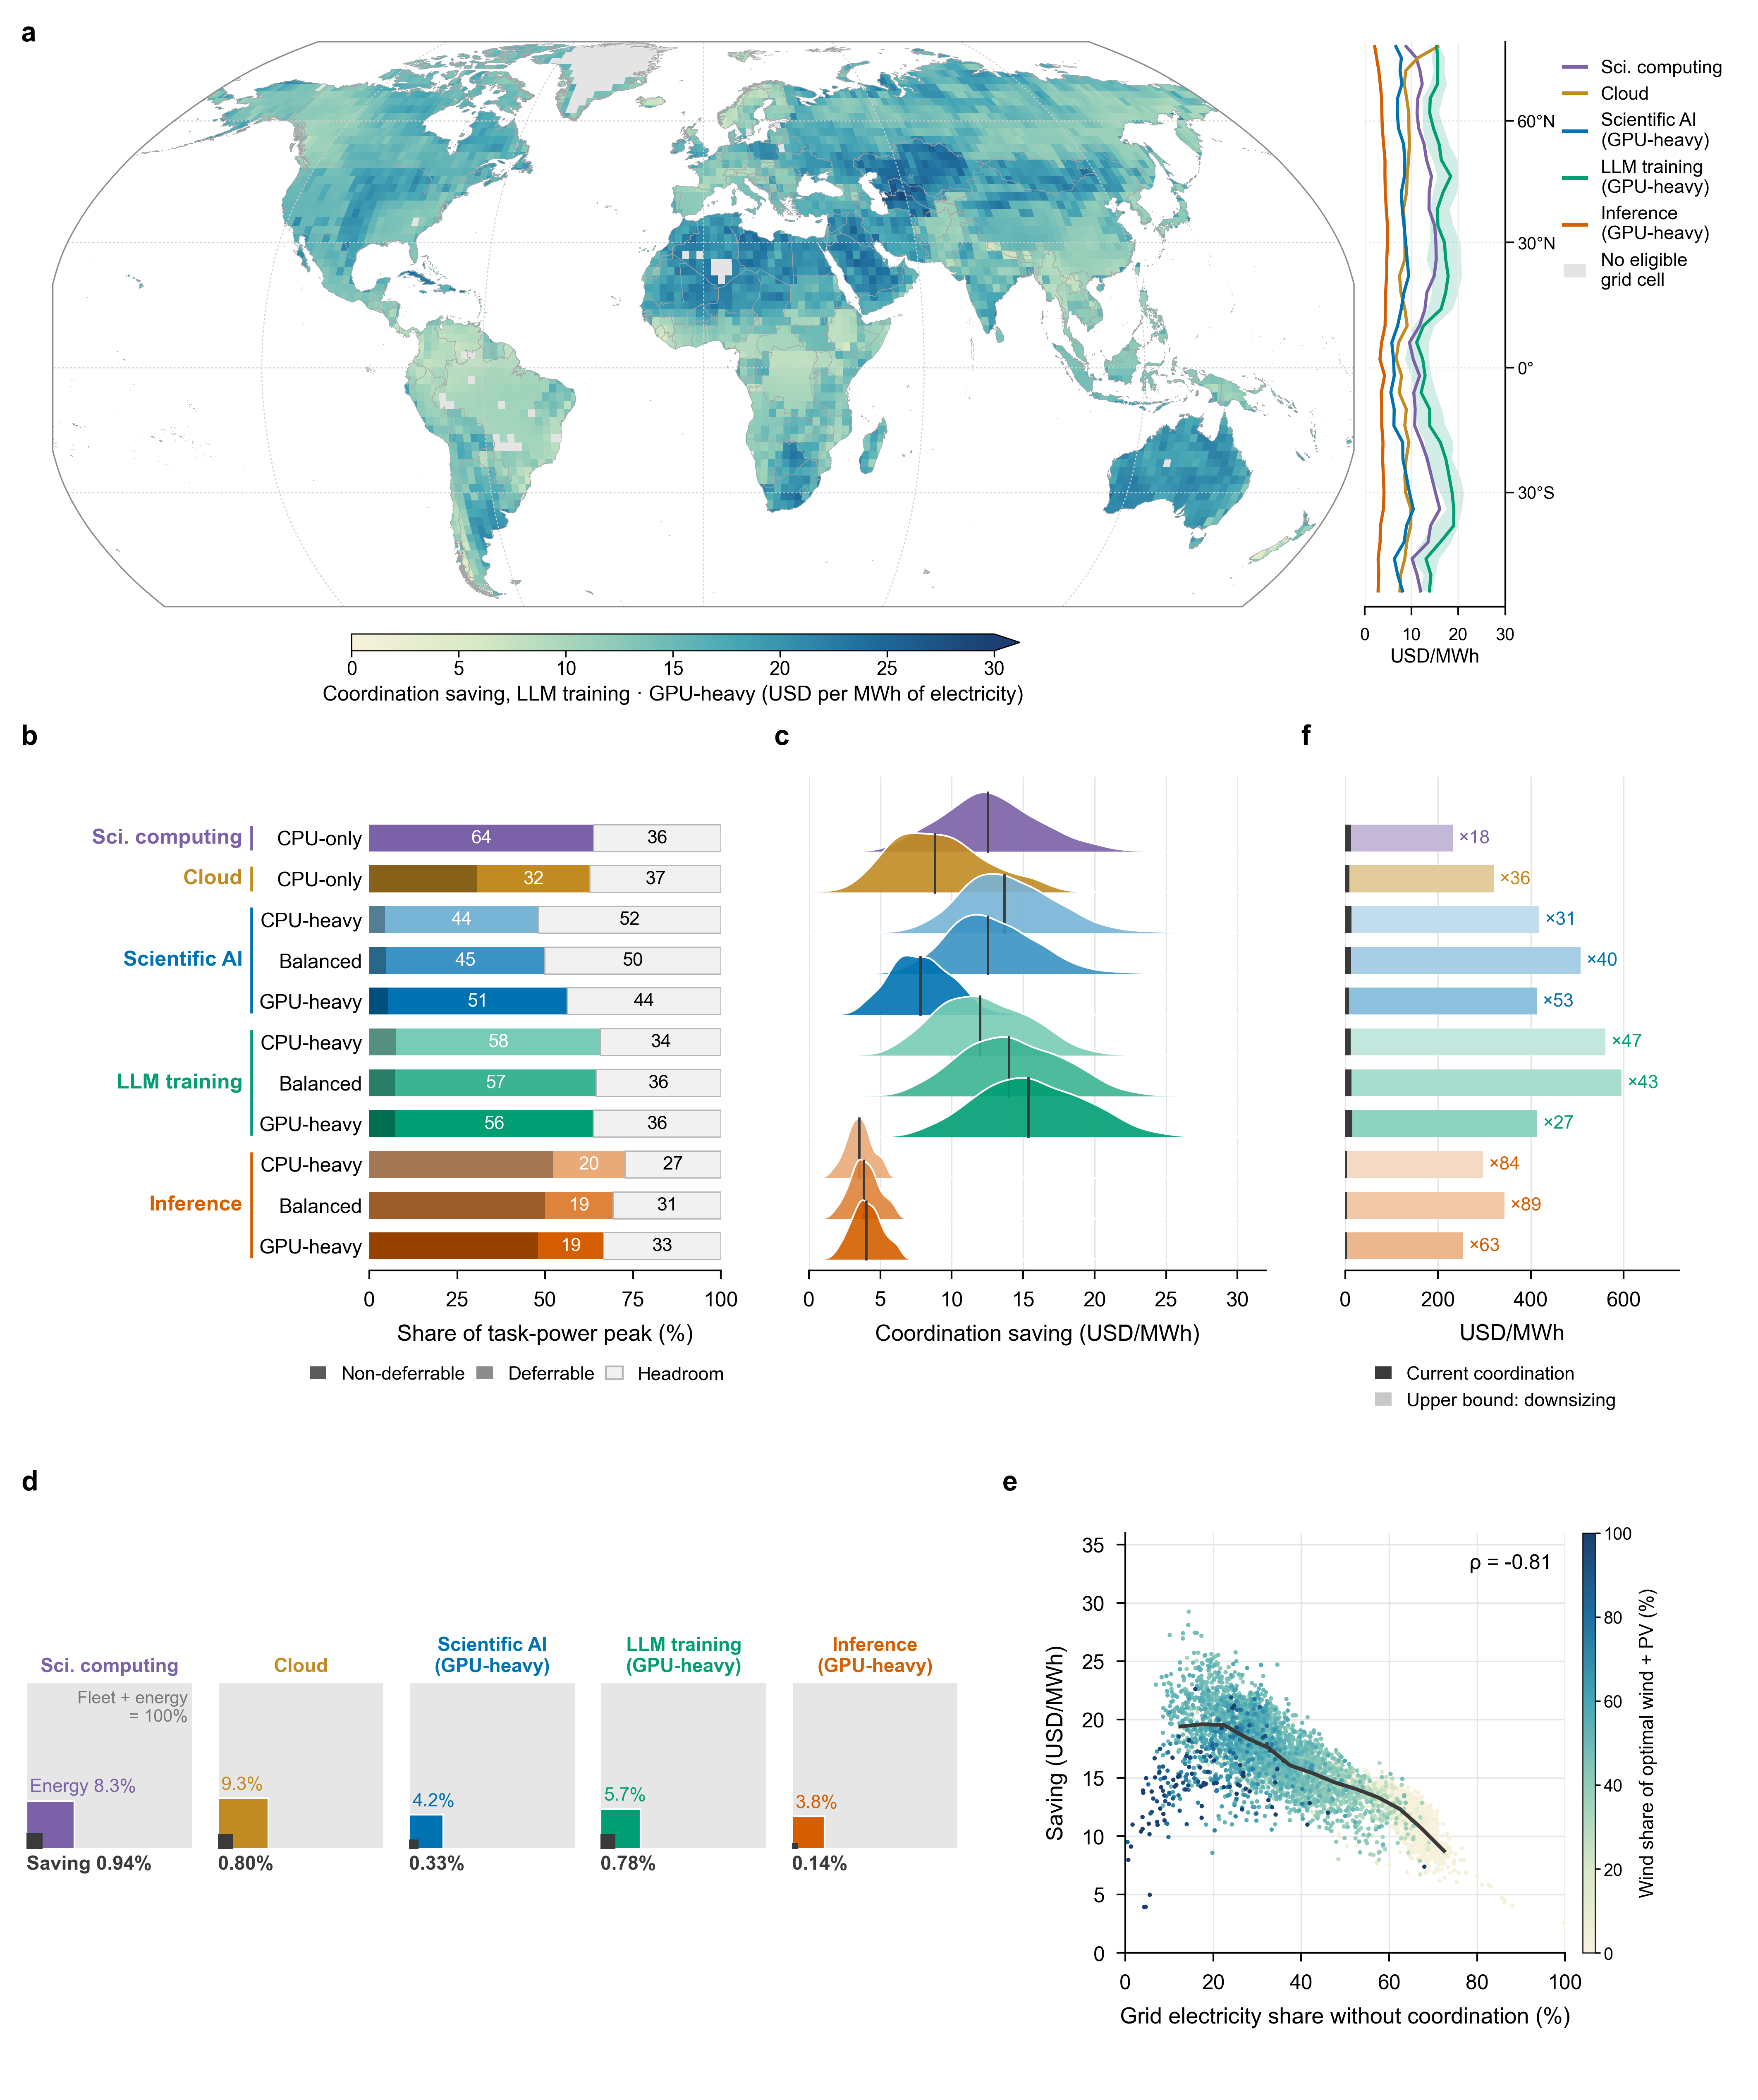 a
Sci. computing
Cloud
Scientific AI
(GPU-heavy)
LLM training
(GPU-heavy)
Inference
(GPU-heavy)
No eligible
grid cell
60°N
30°N
0°
30°S
0 10 20 30
USD/MWh
0 5 10 15 20 25 30
Coordination saving, LLM training · GPU-heavy (USD per MWh of electricity)
b
Sci. computing CPU-only 64 36
Cloud CPU-only 32 37
CPU-heavy 44 52
Scientific AI Balanced 45 50
GPU-heavy 51 44
CPU-heavy 58 34
LLM training Balanced 57 36
GPU-heavy 56 36
CPU-heavy 20 27
Inference Balanced 19 31
GPU-heavy 19 33
0 25 50 75 100
Share of task-power peak (%)
Non-deferrable Deferrable Headroom
c
0 5 10 15 20 25 30
Coordination saving (USD/MWh)
f
×18
×36
×31
×40
×53
×47
×43
×27
×84
×89
×63
0 200 400 600
USD/MWh
Current coordination
Upper bound: downsizing
d
Sci. computing
Fleet + energy
= 100%
Energy 8.3%
Saving 0.94%
Cloud
9.3%
0.80%
Scientific AI
(GPU-heavy)
4.2%
0.33%
LLM training
(GPU-heavy)
5.7%
0.78%
Inference
(GPU-heavy)
3.8%
0.14%
e
ρ = -0.81
35
30
25
20
15
10
5
0
Saving (USD/MWh)
0 20 40 60 80 100
Grid electricity share without coordination (%)
100
80
60
40
20
0
Wind share of optimal wind + PV (%)